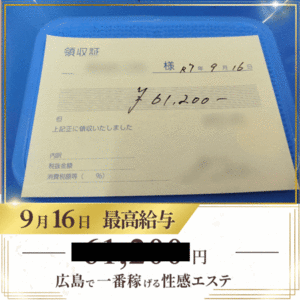 領収証
様 R7年 9月 16日
¥61,200-
但
上記正に領収いたしました
内訳
税抜金額
消費税額等( %)
9月16日 最高給与
円
広島で一番稼げる性感エステ